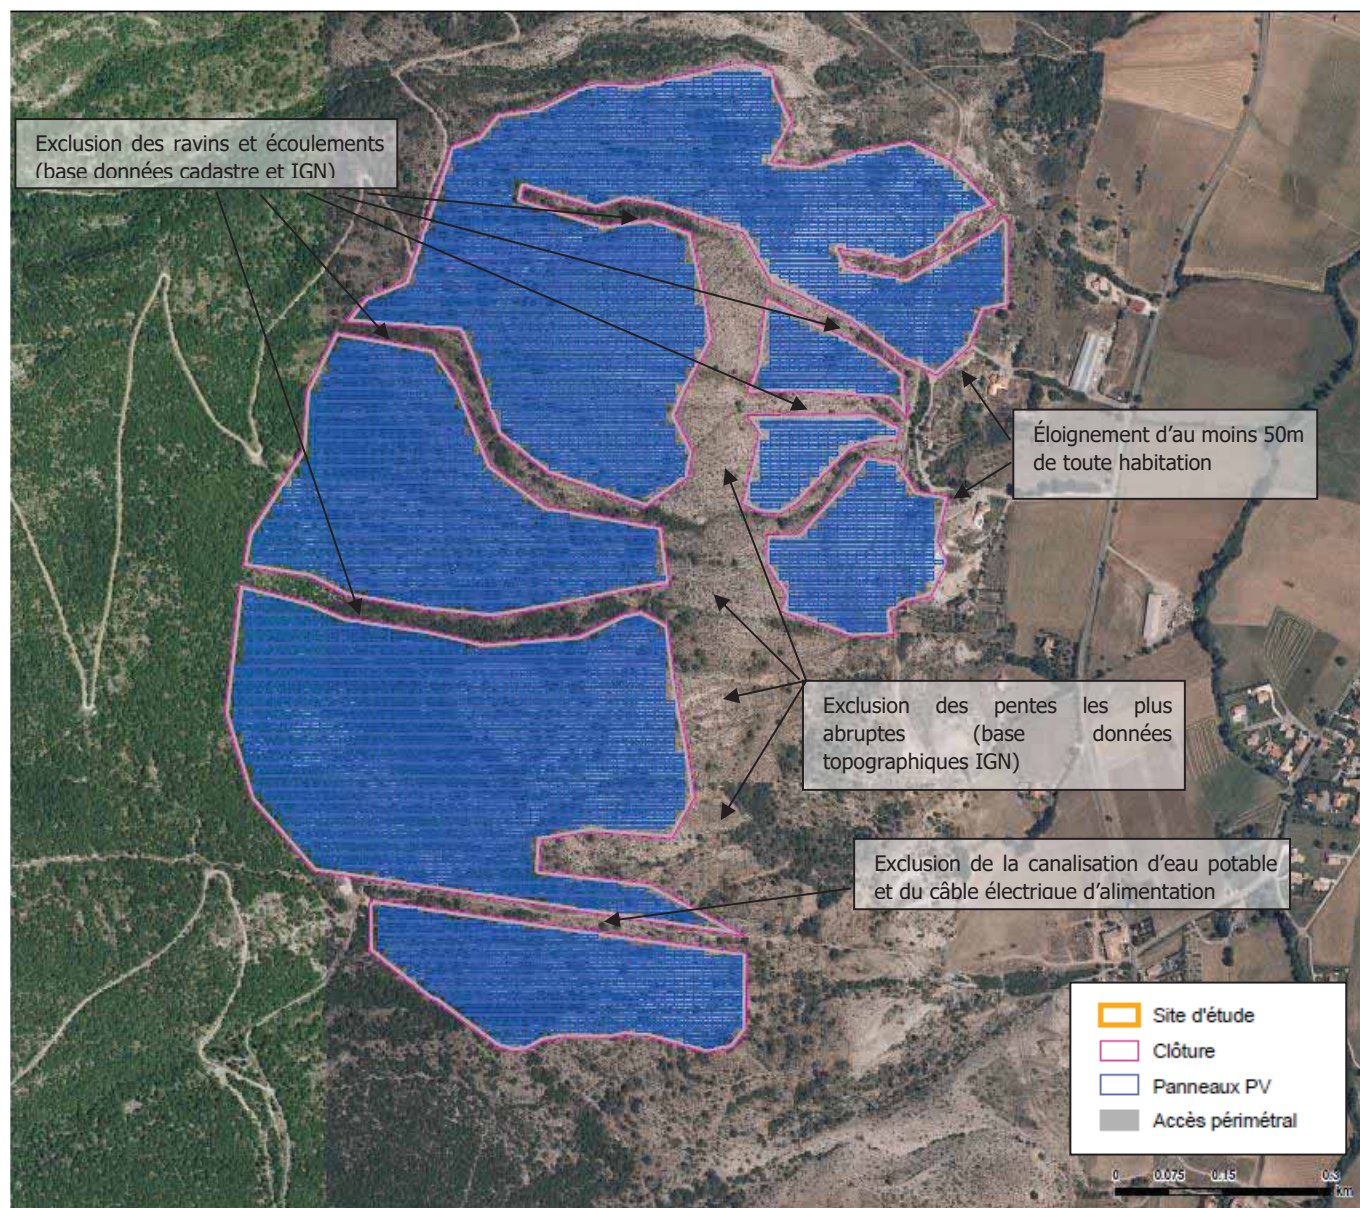 Exclusion des ravins et écoulements
(base données cadastre et IGN)
Éloignement d’au moins 50m
de toute habitation
Exclusion des pentes les plus
abruptes (base données
topographiques IGN)
Exclusion de la canalisation d’eau potable
et du câble électrique d’alimentation
Site d'étude
Clôture
Panneaux PV
Accès périmétral
0 0.075 0.15 0.3
km